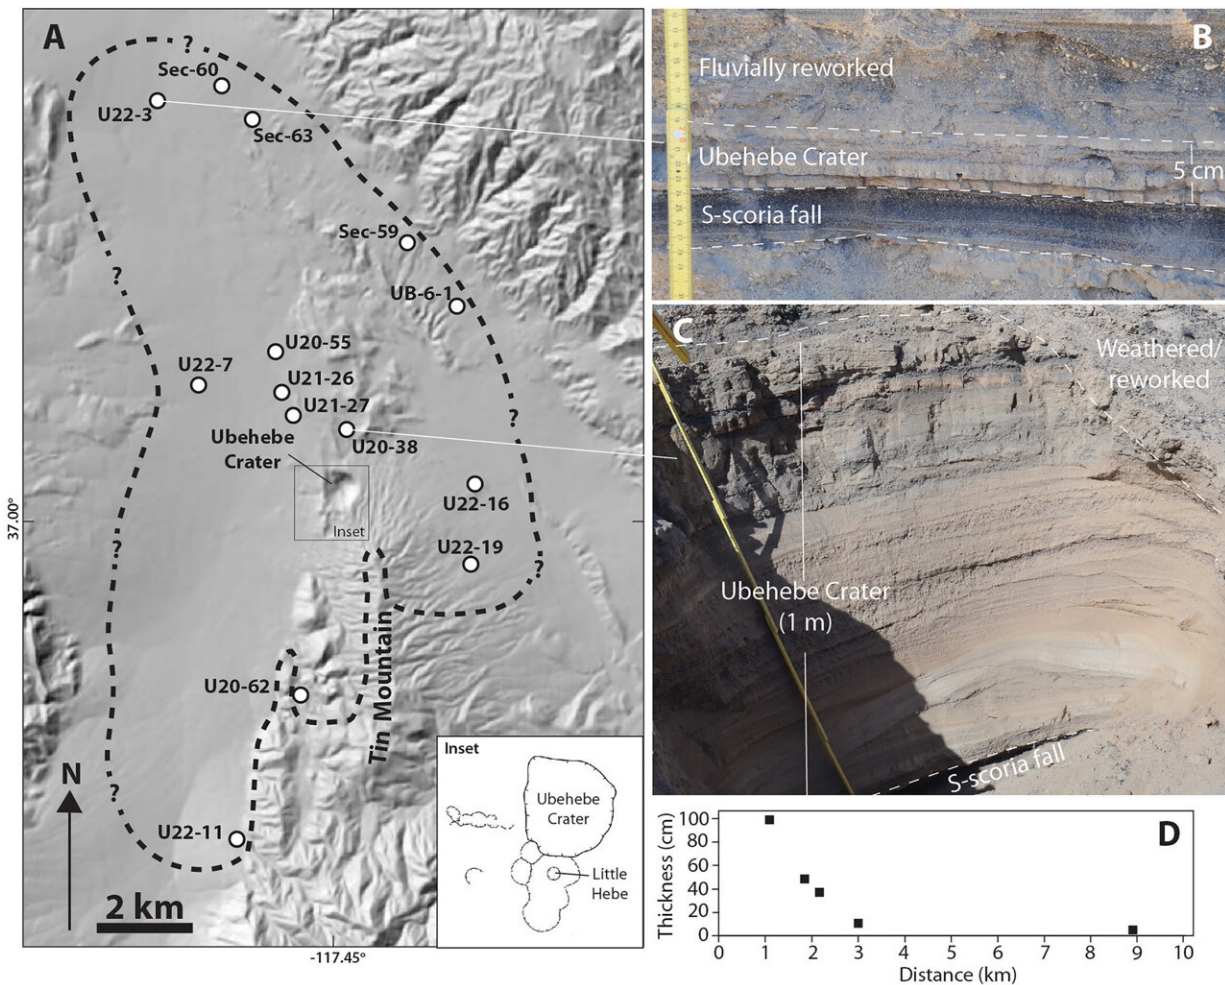 A
?
Sec-60
U22-3
Sec-63
Sec-59
?
UB-6-1
U20-55
U22-7
U21-26
U21-27
?
Ubehebe
Crater
U20-38
U22-16
Inset
37.00°
?
U22-19
?
Tin Mountain
U20-62
N
?
U22-11
2 km
-117.45°
Inset
Ubehebe
Crater
Little
Hebe
B
Fluvially reworked
Ubehebe Crater
5 cm
S-scoria fall
C
Weathered/
reworked
Ubehebe Crater
(1 m)
S-scoria fall
D
Thickness (cm)
100
80
60
40
20
0
0 1 2 3 4 5 6 7 8 9 10
Distance (km)